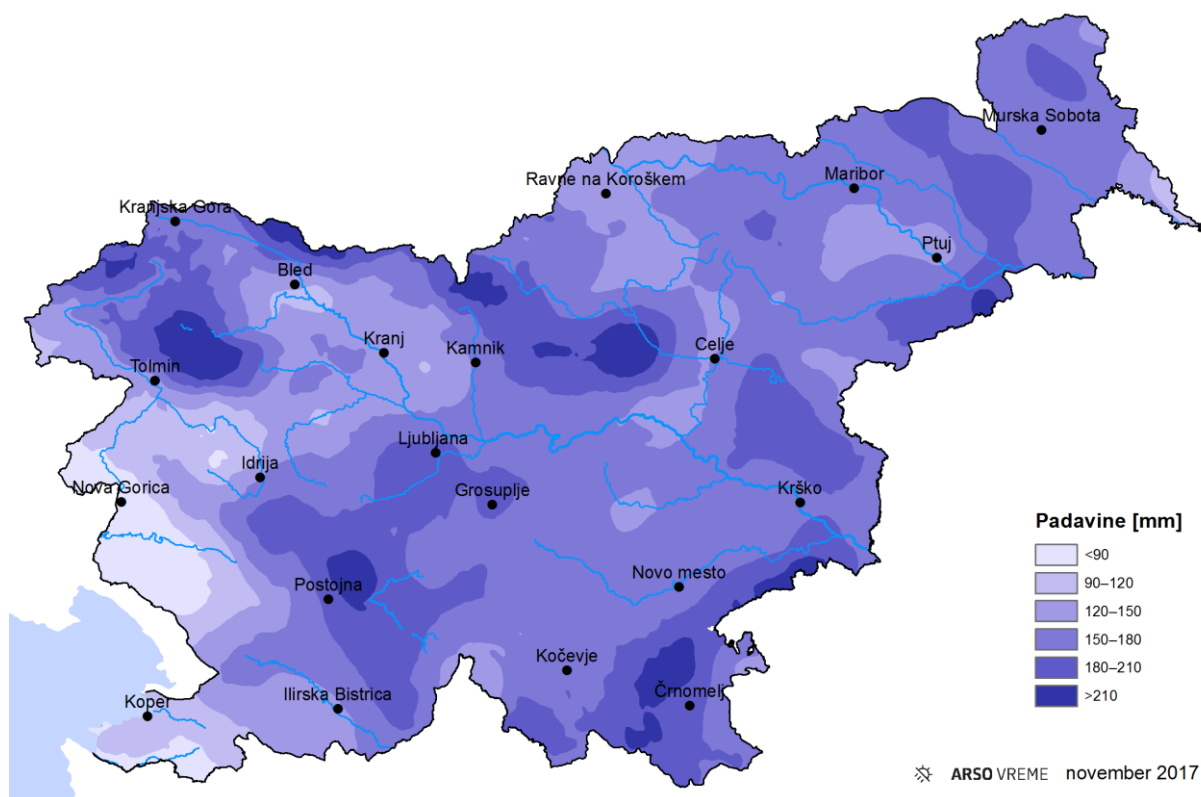 Murska Sobota
Ravne na Koroškem
Maribor
Kranjska Gora
Ptuj
Bled
Kranj
Kamnik
Celje
Tolmin
Ljubljana
Idrija
Nova Gorica
Grosuplje
Krško
Postojna
Novo mesto
Kočevje
Črnomelj
Ilirska Bistrica
Koper
Padavine [mm]
<90
90–120
120–150
150–180
180–210
>210
ARSO VREME november 2017